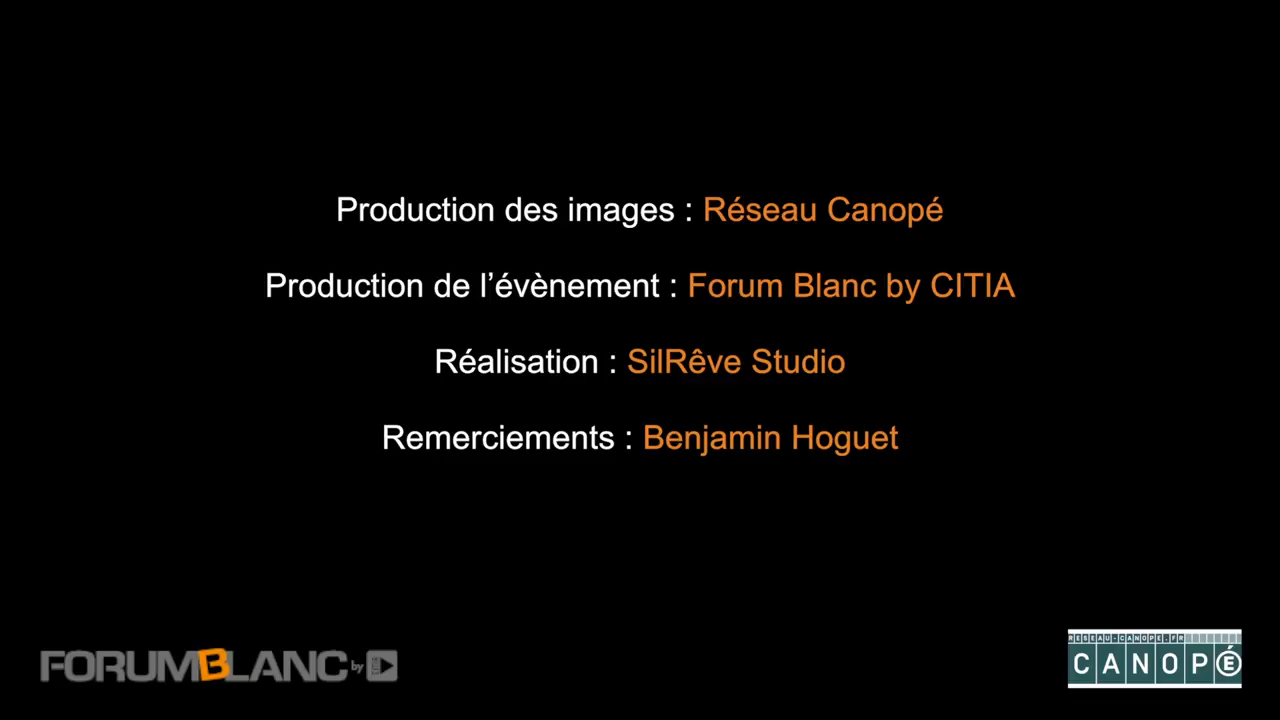 Production des images : Réseau Canopé
Production de l’évènement : Forum Blanc by CITIA
Réalisation : SilRêve Studio
Remerciements : Benjamin Hoguet
FORUMBLANC by
RESEAU-CANOPE.FR
CANOPÉ